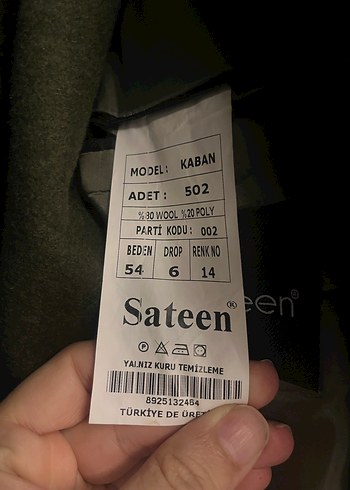 MODEL: KABAN
ADET: 502
%80 WOOL %20 POLY
PARTİ KODU: 002
BEDEN DROP RENK NO
54 6 14
Sateen®
een®
P
YALNIZ KURU TEMİZLEME
8925132464
TÜRKİYE DE